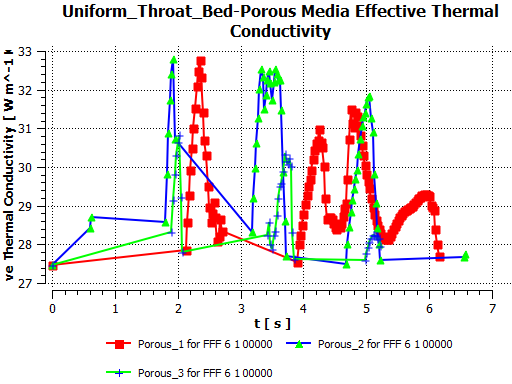 Uniform_Throat_Bed-Porous Media Effective Thermal
Conductivity
ve Thermal Conductivity [ W m^-1 K
33
32
31
30
29
28
27
0
1
2
3
4
5
6
7
t [ s ]
Porous_1 for FFF 6 1 00000
Porous_2 for FFF 6 1 00000
Porous_3 for FFF 6 1 00000